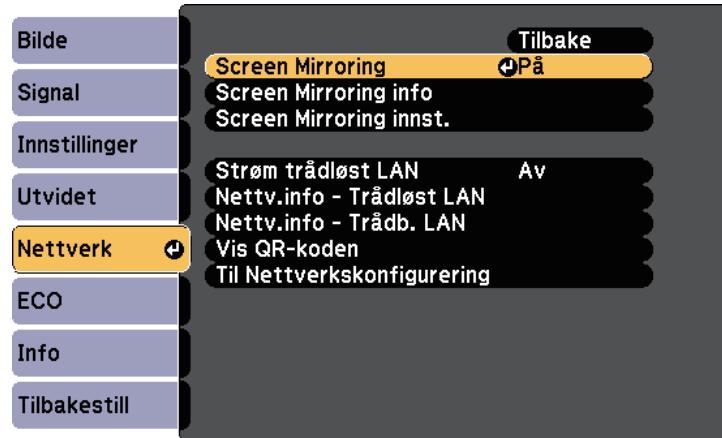 Bilde
Signal
Innstillinger
Utvidet
Nettverk
ECO
Info
Tilbakestill
Tilbake
Screen Mirroring På
Screen Mirroring info
Screen Mirroring innst.
Strøm trådløst LAN Av
Nettv.info - Trådløst LAN
Nettv.info - Trådb. LAN
Vis QR-koden
Til Nettverkskonfigurering